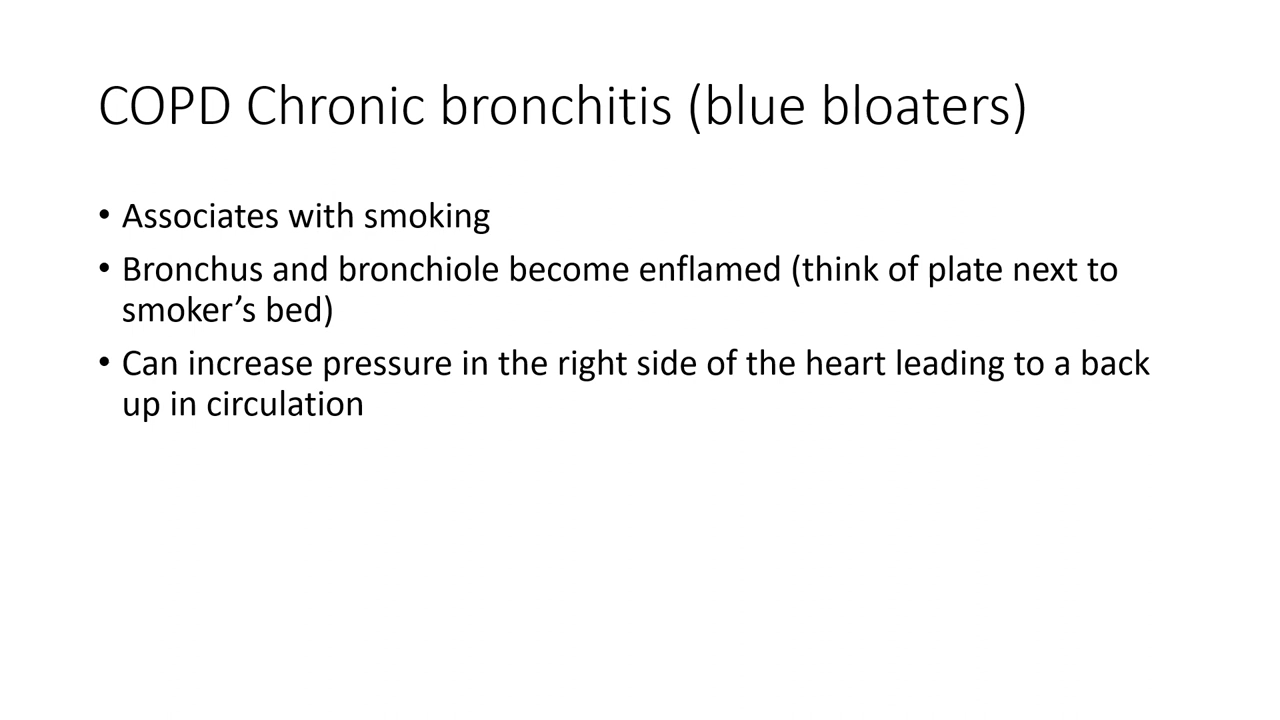 COPD Chronic bronchitis (blue bloaters)
• Associates with smoking
• Bronchus and bronchiole become enflamed (think of plate next to
smoker’s bed)
• Can increase pressure in the right side of the heart leading to a back
up in circulation